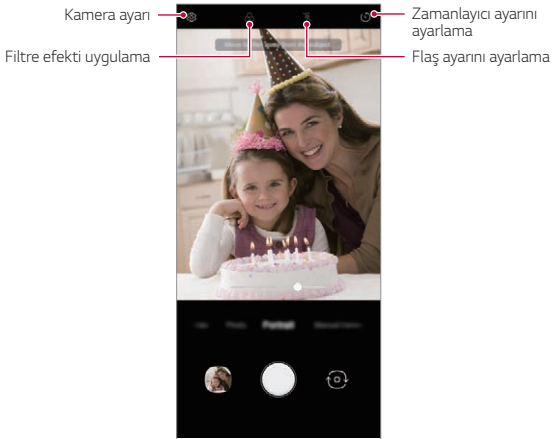 Kamera ayarı
Zamanlayıcı ayarını
ayarlama
Filtre efekti uygulama
Flaş ayarını ayarlama
Photo
Portrait